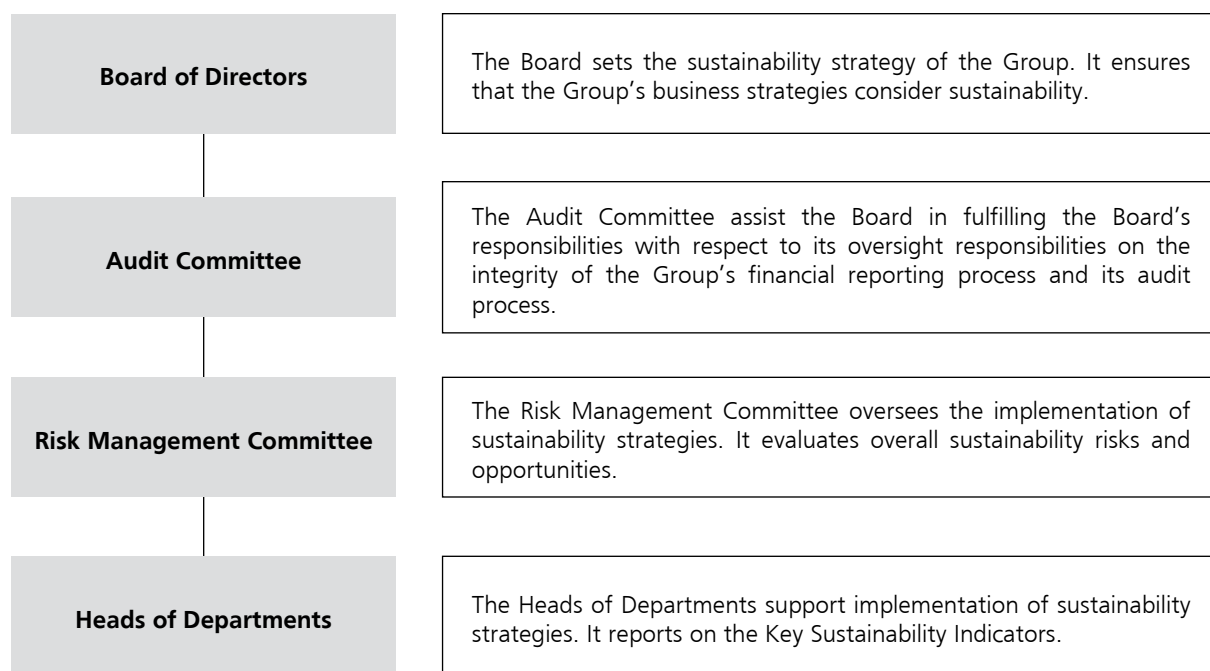 Board of Directors
The Board sets the sustainability strategy of the Group. It ensures
that the Group's business strategies consider sustainability.
Audit Committee
The Audit Committee assist the Board in fulfilling the Board's
responsibilities with respect to its oversight responsibilities on the
integrity of the Group's financial reporting process and its audit
process.
Risk Management Committee
The Risk Management Committee oversees the implementation of
sustainability strategies. It evaluates overall sustainability risks and
opportunities.
Heads of Departments
The Heads of Departments support implementation of sustainability
strategies. It reports on the Key Sustainability Indicators.